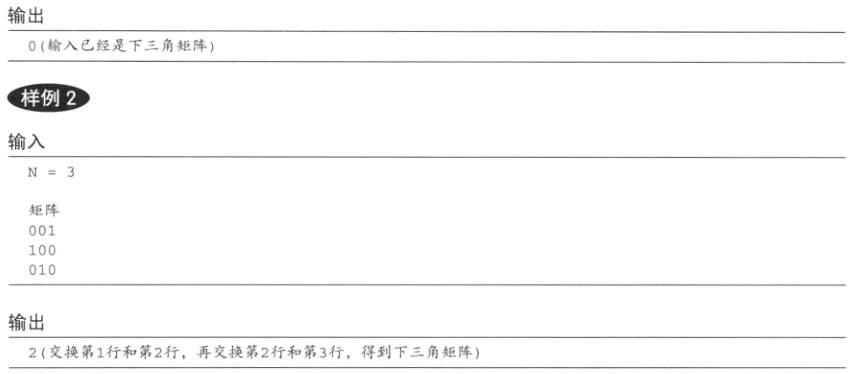 输出
0(输入已经是下三角矩阵)
样例 2
输入
N = 3
矩阵
001
100
010
输出
2(交换第1行和第2行，再交换第2行和第3行，得到下三角矩阵)